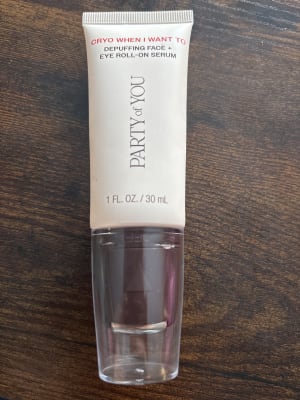 CRYO WHEN I WANT TO
DEPUFFING FACE +
EYE ROLL-ON SERUM
PARTY of YOU
1 FL. OZ. / 30 mL